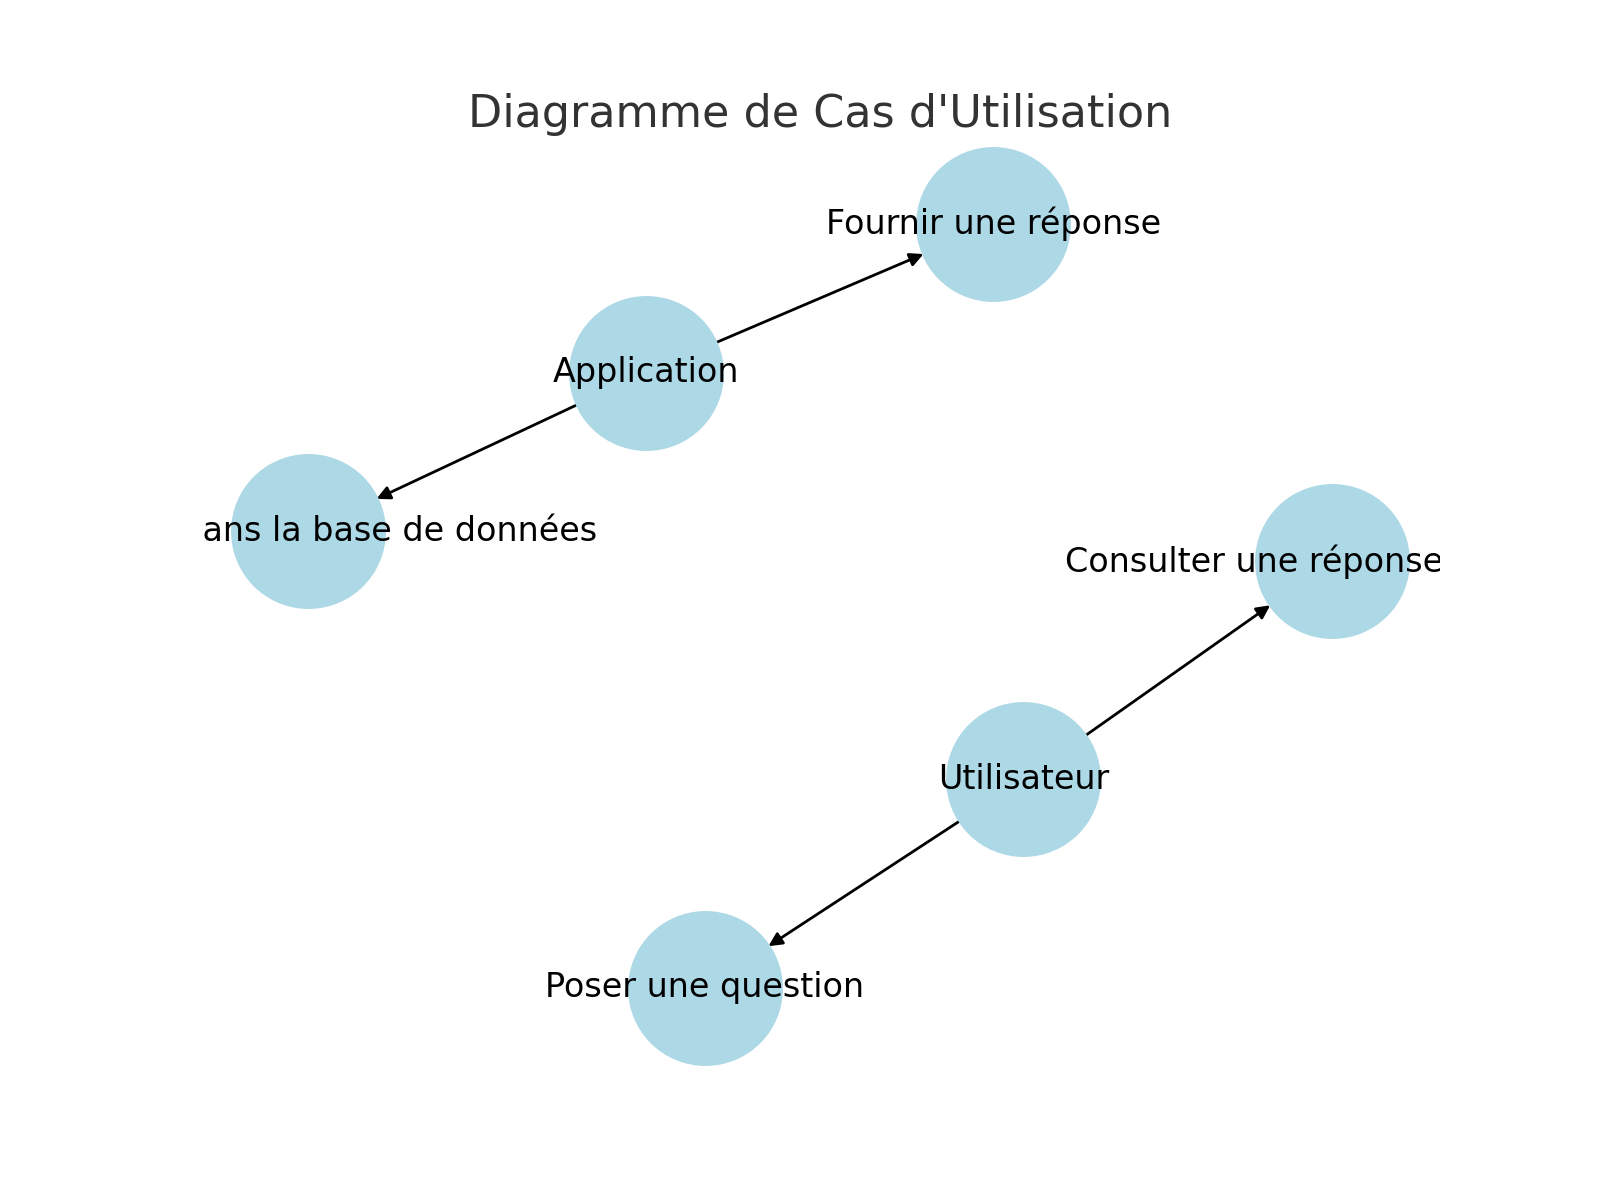 Diagramme de Cas d'Utilisation
Fournir une réponse
Application
ans la base de données
Consulter une réponse
Utilisateur
Poser une question